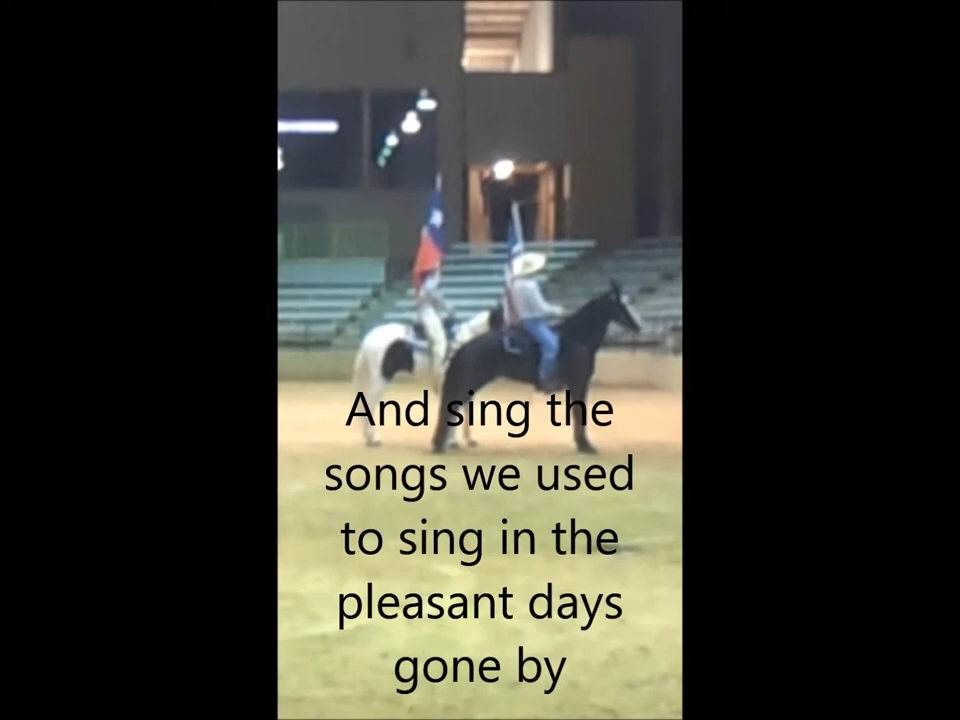 And sing the
songs we used
to sing in the
pleasant days
gone by